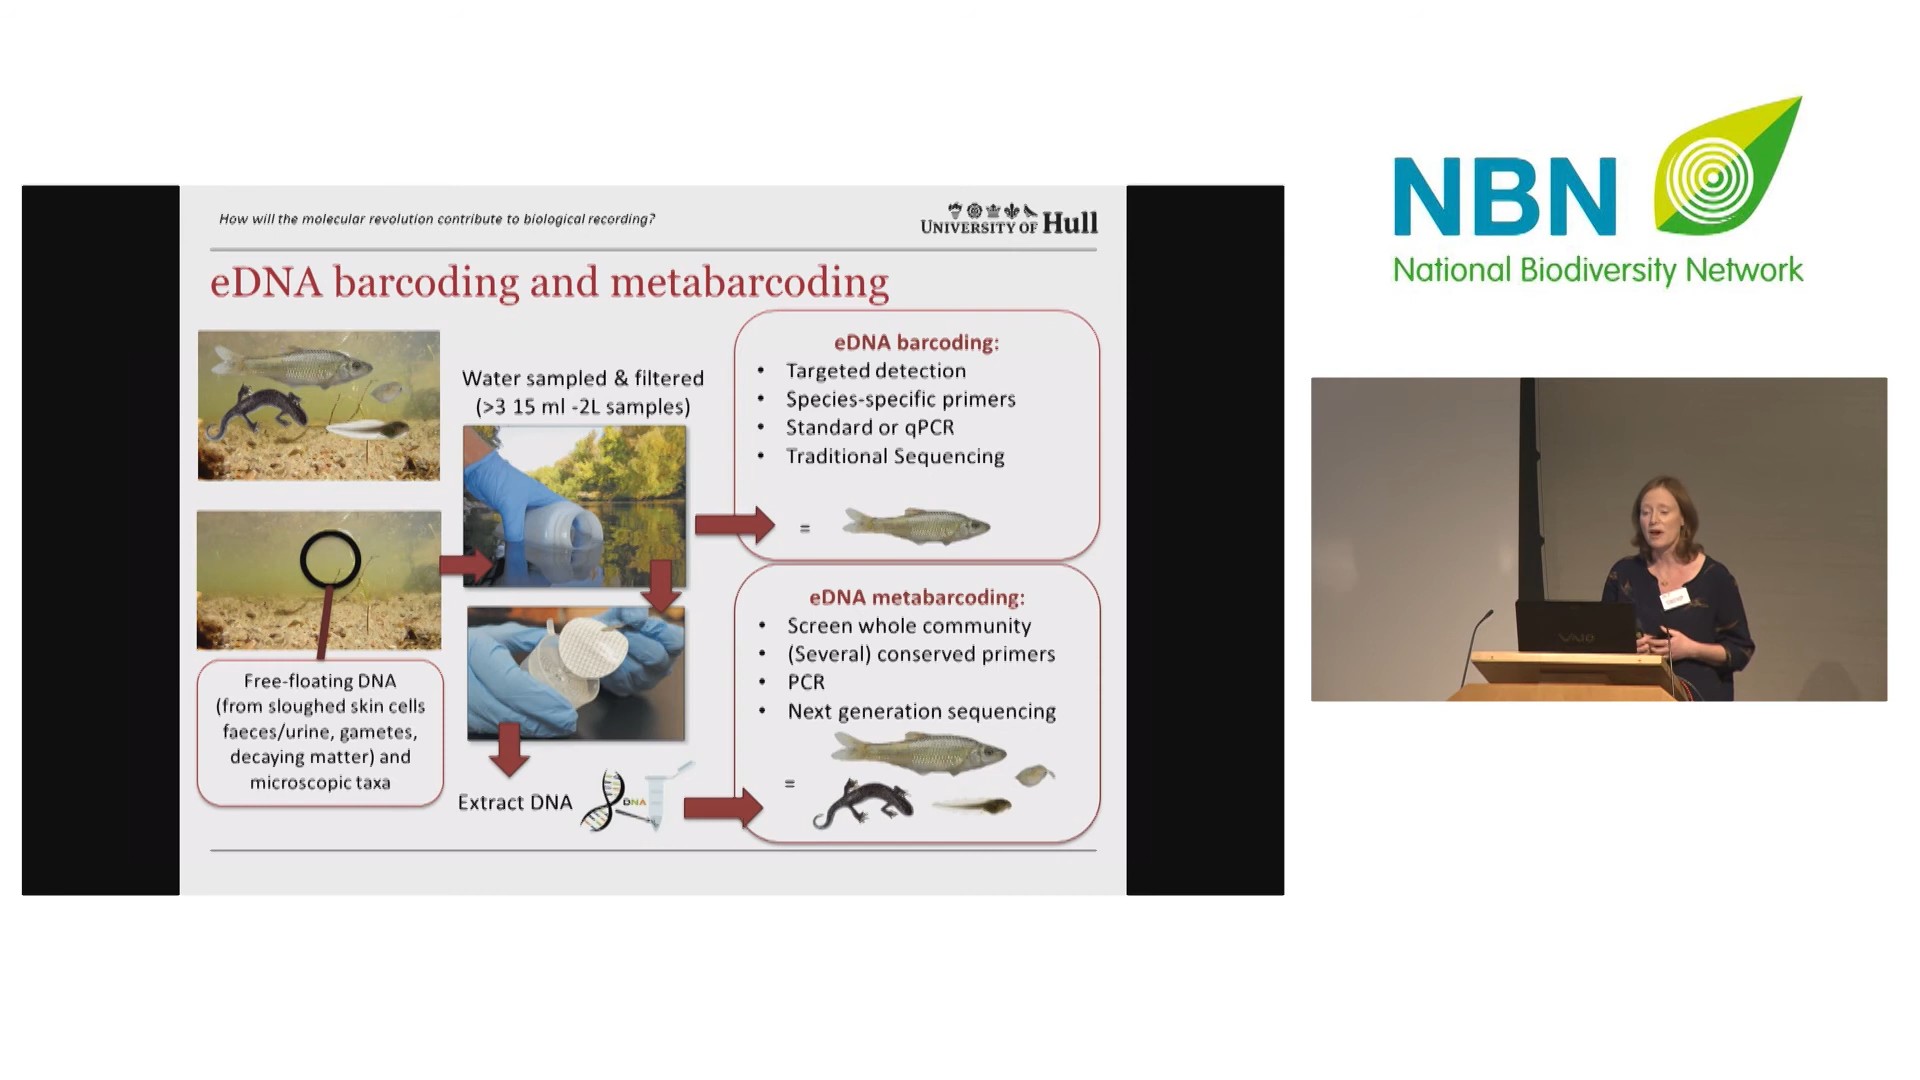 How will the molecular revolution contribute to biological recording?
UNIVERSITY OF Hull
eDNA barcoding and metabarcoding
Water sampled & filtered
(>3 15 ml -2L samples)
eDNA barcoding:
• Targeted detection
• Species-specific primers
• Standard or qPCR
• Traditional Sequencing
=
eDNA metabarcoding:
• Screen whole community
• (Several) conserved primers
• PCR
• Next generation sequencing
=
Free-floating DNA
(from sloughed skin cells
faeces/urine, gametes,
decaying matter) and
microscopic taxa
Extract DNA
DNA
NBN
National Biodiversity Network
VAIO